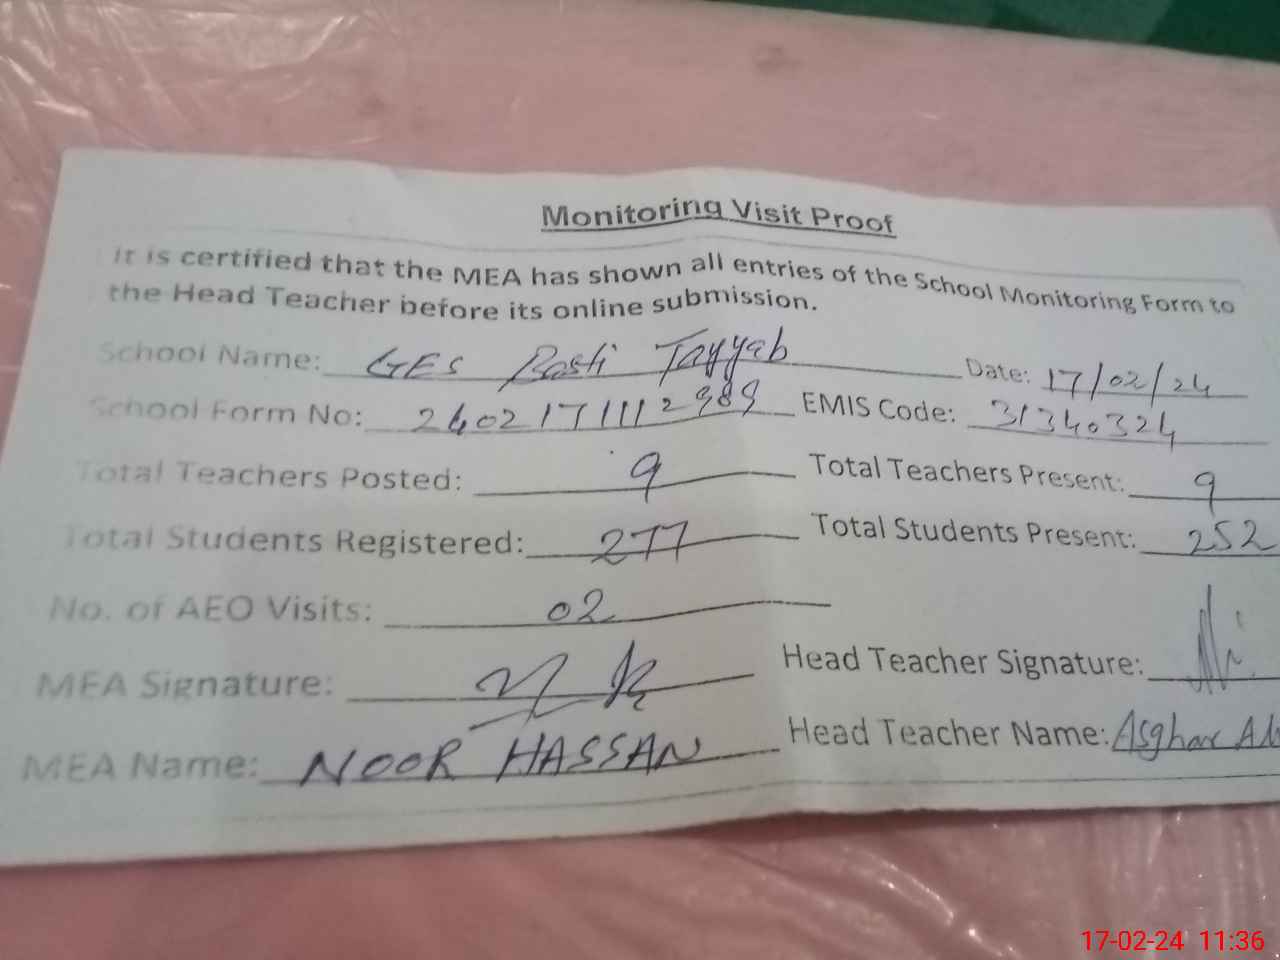 Monitoring Visit Proof
It is certified that the MEA has shown all entries of the School Monitoring Form to
the Head Teacher before its online submission.
School Name: GES Basti Tayyab Date: 17/02/24
School Form No: 2402171112989 EMIS Code: 31340324
Total Teachers Posted: 9 Total Teachers Present: 9
Total Students Registered: 277 Total Students Present: 252
No. of AEO Visits: 02
MEA Signature: Head Teacher Signature:
MEA Name: NOOR HASSAN Head Teacher Name: Asghar Al
17-02-24 11:36